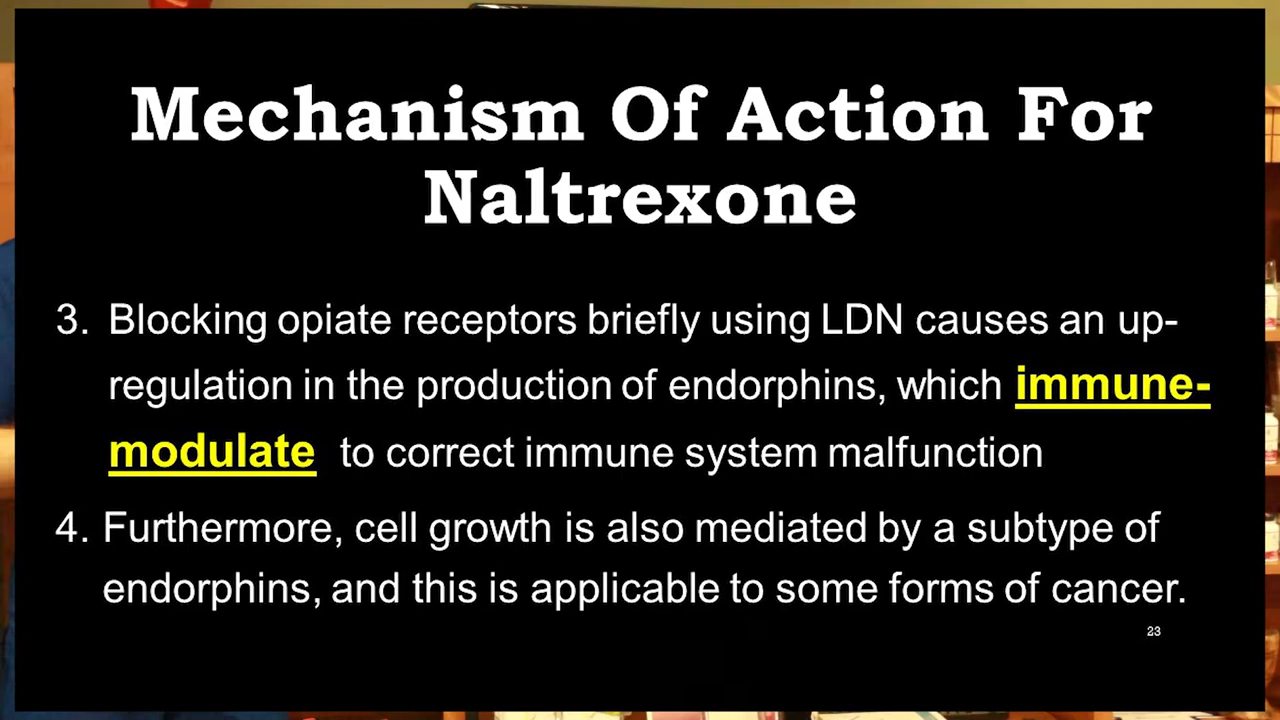 Mechanism Of Action For
Naltrexone
3. Blocking opiate receptors briefly using LDN causes an up-
regulation in the production of endorphins, which immune-
modulate to correct immune system malfunction
4. Furthermore, cell growth is also mediated by a subtype of
endorphins, and this is applicable to some forms of cancer.
23